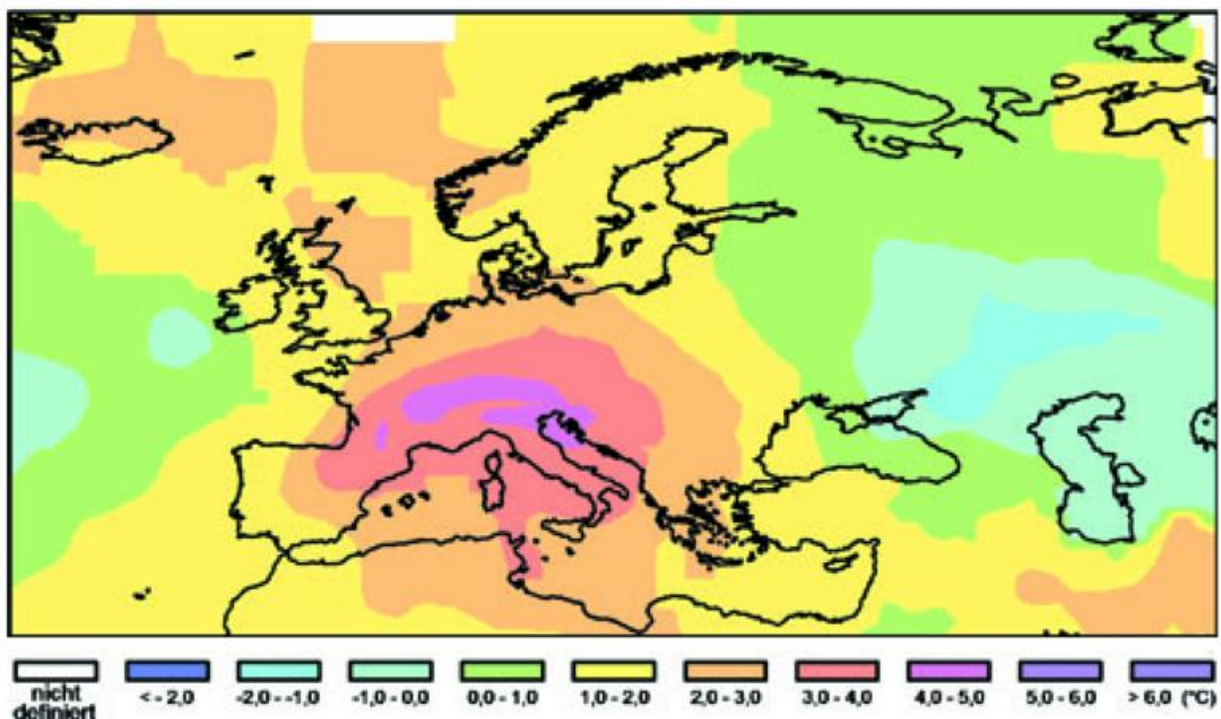 nicht
definiert
< - 2,0
-2,0 - -1,0
-1,0 - 0,0
0,0 - 1,0
1,0 - 2,0
2,0 - 3,0
3,0 - 4,0
4,0 - 5,0
5,0 - 6,0
> 6,0 (°C)